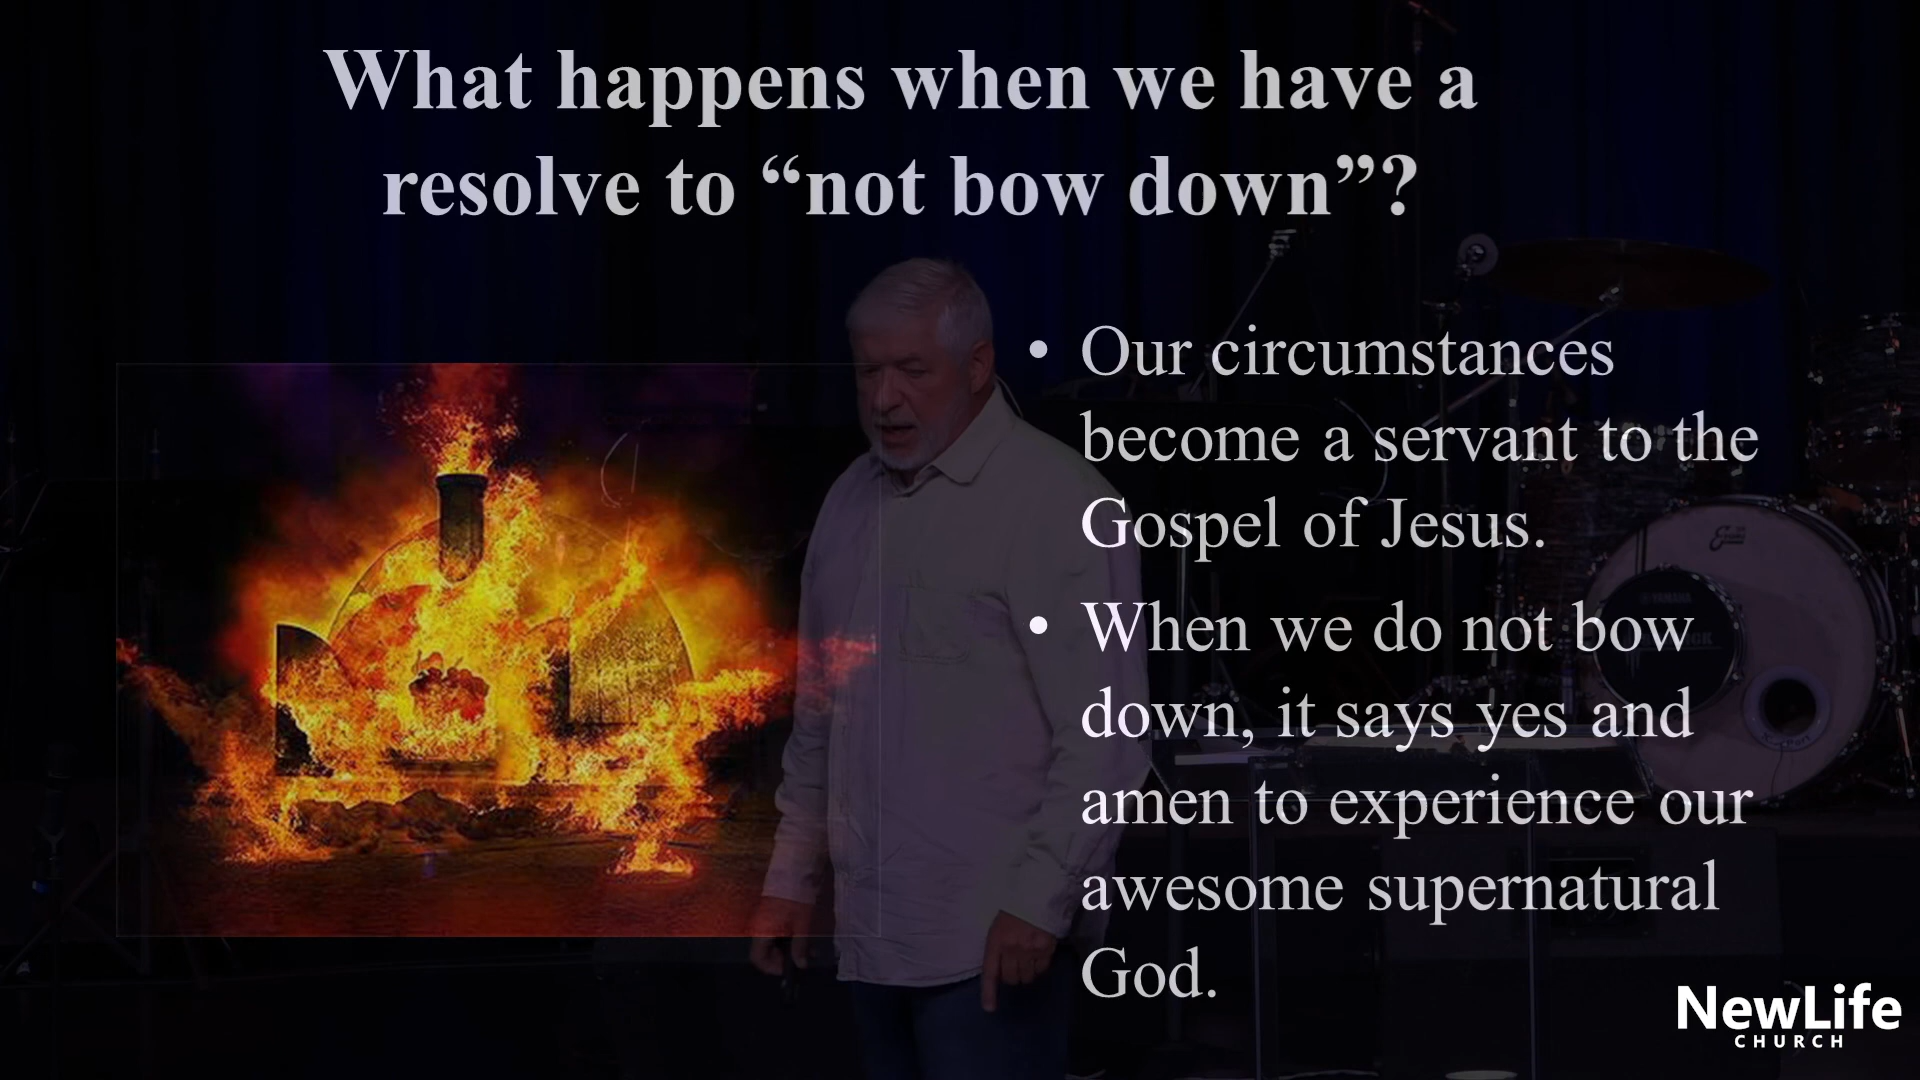 What happens when we have a
resolve to “not bow down”?
• Our circumstances
become a servant to the
Gospel of Jesus.
• When we do not bow
down, it says yes and
amen to experience our
awesome supernatural
God.
YAMAHA
NewLife
CHURCH